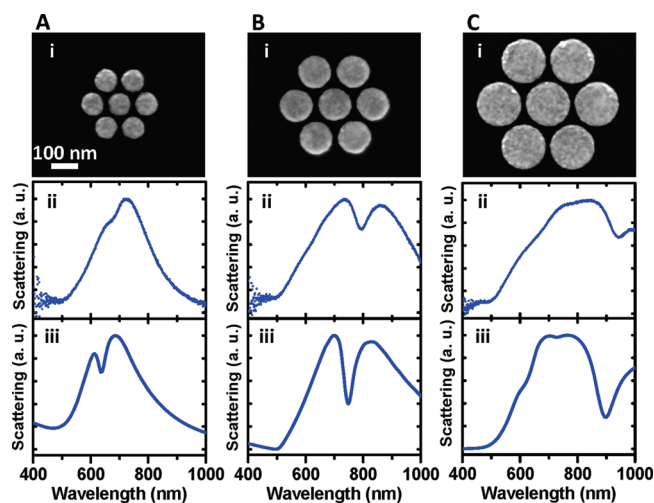 A
B
C
i
i
i
100 nm
ii
ii
ii
Scattering (a. u.)
Scattering (a. u.)
Scattering (a. u.)
iii
iii
iii
Scattering (a. u.)
Scattering (a. u.)
Scattering (a. u.)
400 600 800 1000
400 600 800 1000
400 600 800 1000
Wavelength (nm)
Wavelength (nm)
Wavelength (nm)